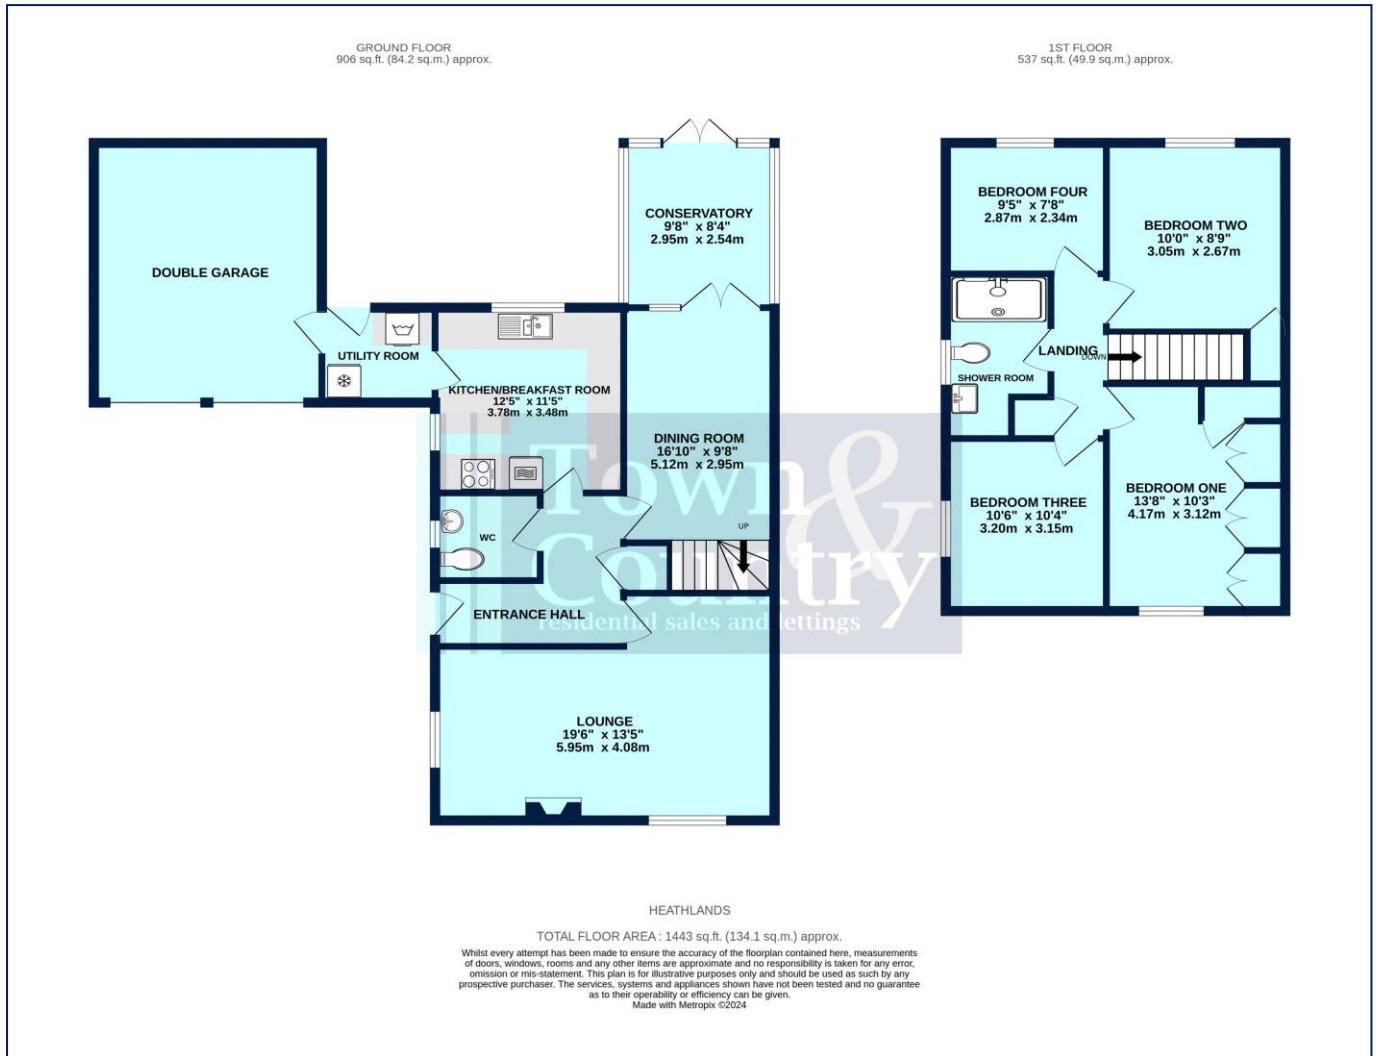 GROUND FLOOR
906 sq.ft. (84.2 sq.m.) approx.
1ST FLOOR
537 sq.ft. (49.9 sq.m.) approx.
DOUBLE GARAGE
UTILITY ROOM
CONSERVATORY
9'8" x 8'4"
2.95m x 2.54m
KITCHEN/BREAKFAST ROOM
12'5" x 11'5"
3.78m x 3.48m
DINING ROOM
16'10" x 9'8"
5.12m x 2.95m
WC
UP
ENTRANCE HALL
LOUNGE
19'6" x 13'5"
5.95m x 4.08m
Town &
Country
residential sales and lettings
BEDROOM FOUR
9'5" x 7'8"
2.87m x 2.34m
BEDROOM TWO
10'0" x 8'9"
3.05m x 2.67m
LANDING
DOWN
SHOWER ROOM
BEDROOM THREE
10'6" x 10'4"
3.20m x 3.15m
BEDROOM ONE
13'8" x 10'3"
4.17m x 3.12m
HEATHLANDS
TOTAL FLOOR AREA : 1443 sq.ft. (134.1 sq.m.) approx.
Whilst every attempt has been made to ensure the accuracy of the floorplan contained here, measurements
of doors, windows, rooms and any other items are approximate and no responsibility is taken for any error,
omission or mis-statement. This plan is for illustrative purposes only and should be used as such by any
prospective purchaser. The services, systems and appliances shown have not been tested and no guarantee
as to their operability or efficiency can be given.
Made with Metropix ©2024